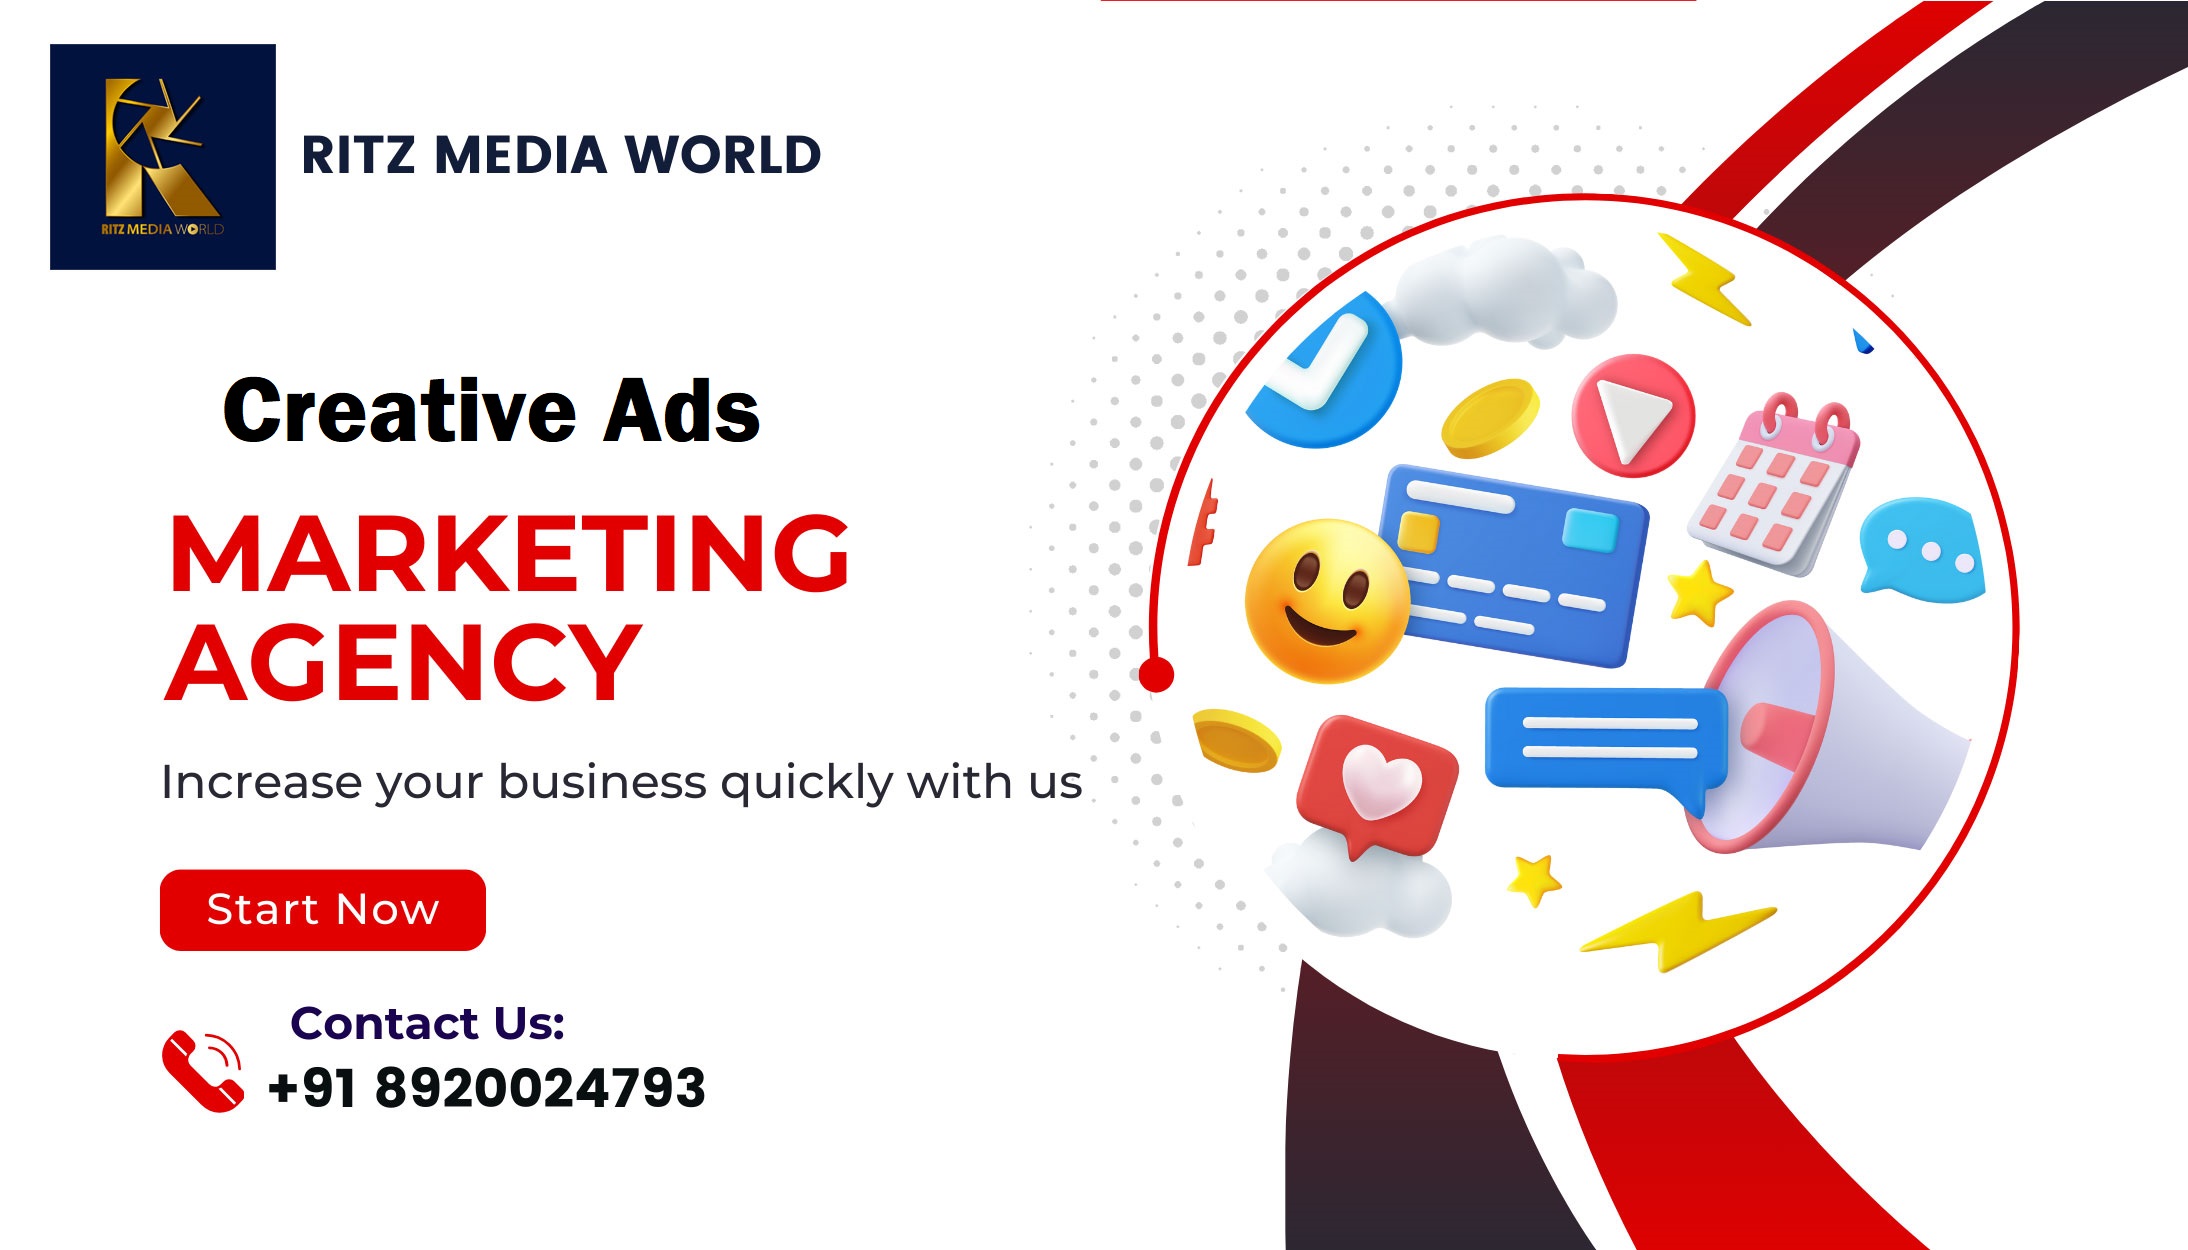 RITZ MEDIA WORLD
RITZ MEDIA WORLD
Creative Ads
MARKETING
AGENCY
Increase your business quickly with us
Start Now
Contact Us:
+91 8920024793